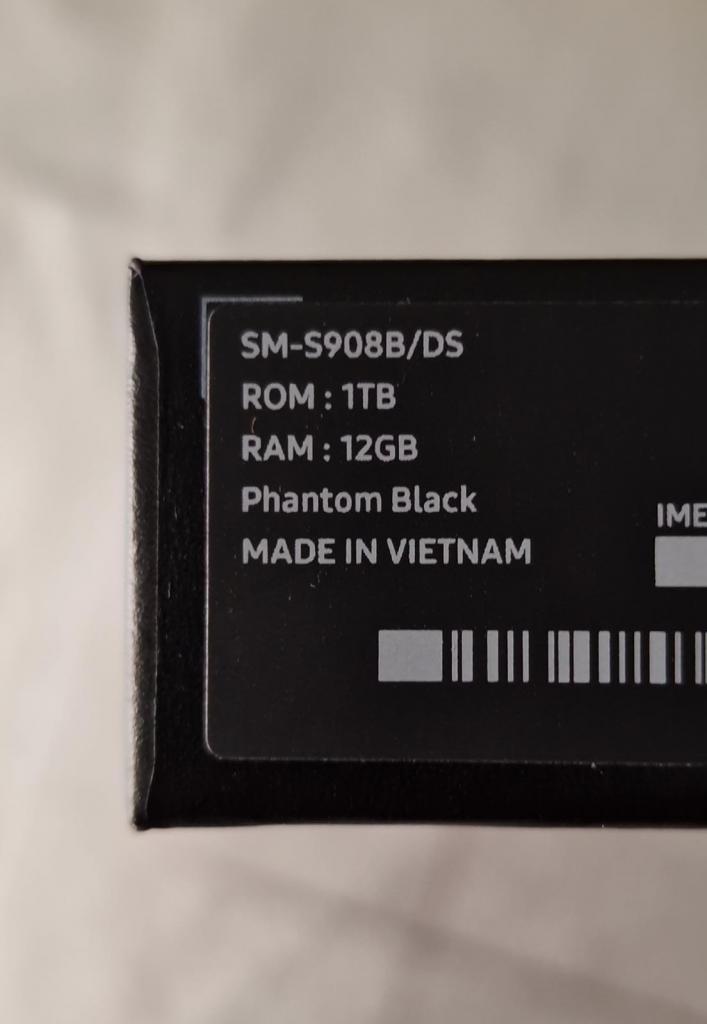 SM-S908B/DS
ROM : 1TB
RAM : 12GB
Phantom Black
MADE IN VIETNAM
IME